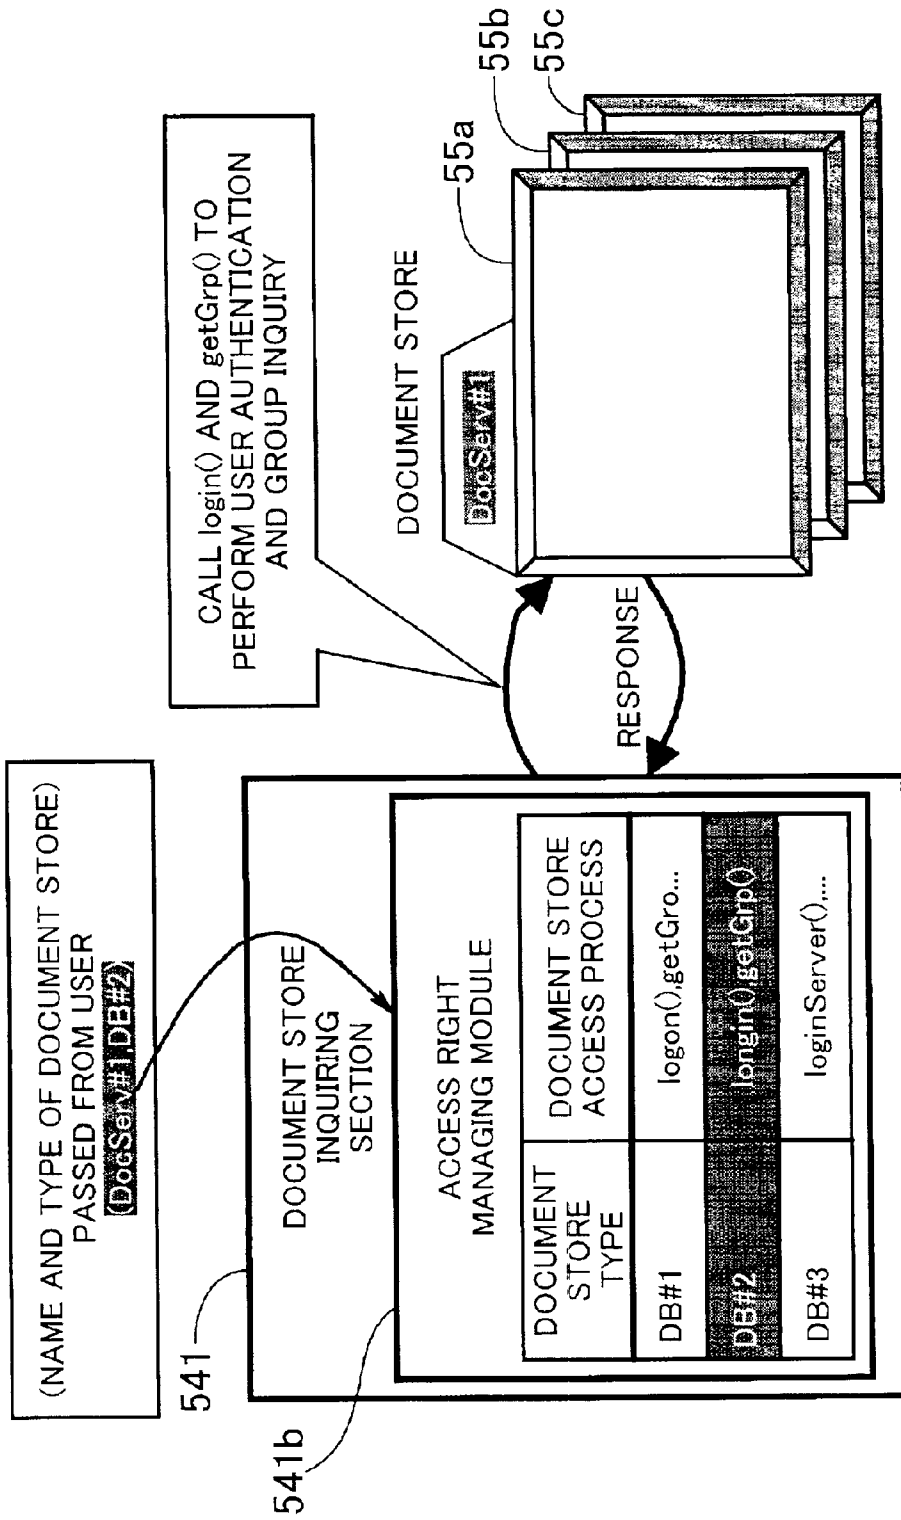 (NAME AND TYPE OF DOCUMENT STORE)
PASSED FROM USER
(DocServ#1,DB#2)
541
541b
DOCUMENT STORE
INQUIRING
SECTION
ACCESS RIGHT
MANAGING MODULE
DOCUMENT
STORE
TYPE
DOCUMENT STORE
ACCESS PROCESS
DB#1
logon(),getGro...
DB#2
longin(),getGrp()
DB#3
loginServer(),...
CALL login() AND getGrp() TO
PERFORM USER AUTHENTICATION
AND GROUP INQUIRY
RESPONSE
DOCUMENT STORE
DocServ#1
55a
55b
55c